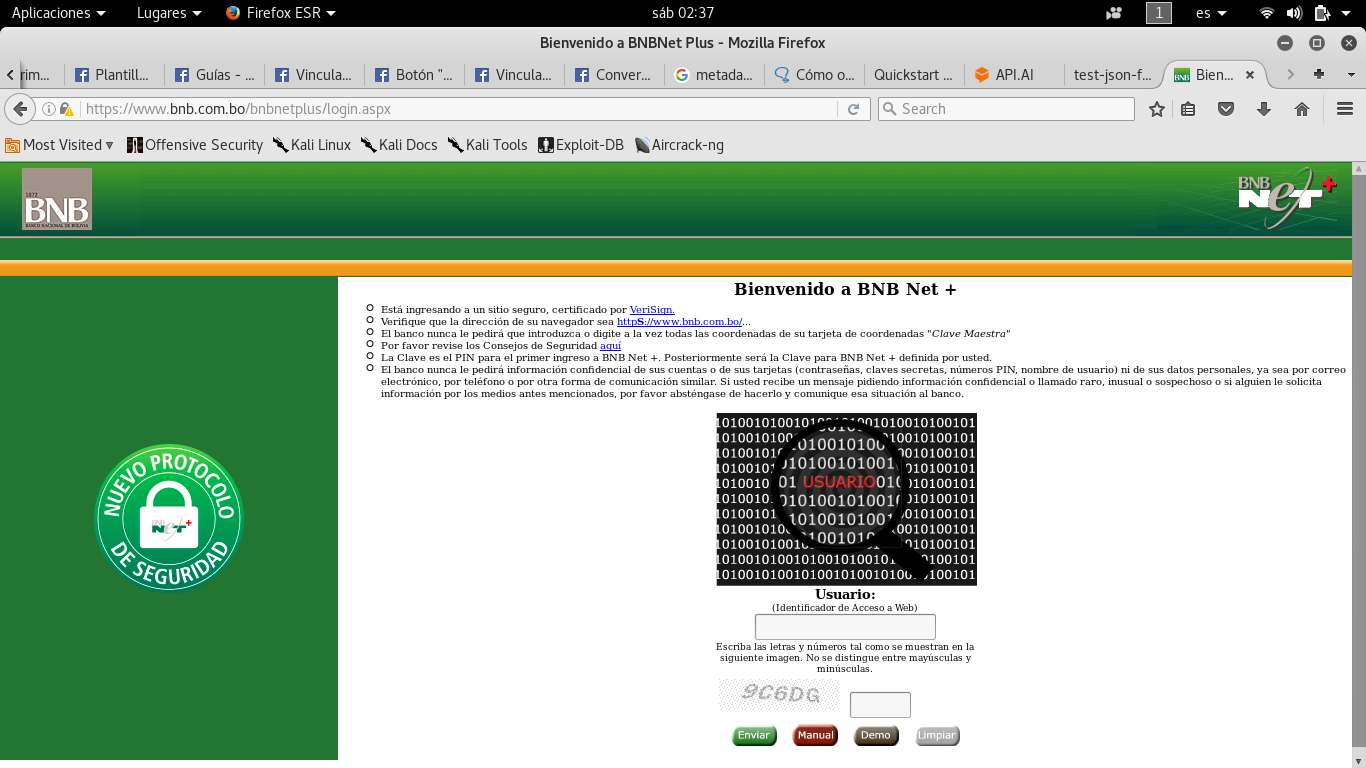 Aplicaciones Lugares Firefox ESR sáb 02:37 1 es
Bienvenido a BNBNet Plus - Mozilla Firefox
rim... Plantill... Guías - ... Vincula... Botón "... Vincula... Conver... metada... Cómo o... Quickstart ... API.AI test-json-f... Bien...
https://www.bnb.com.bo/bnbnetplus/login.aspx Search
Most Visited Offensive Security Kali Linux Kali Docs Kali Tools Exploit-DB Aircrack-ng
1872
BNB
BANCO NACIONAL DE BOLIVIA
BNB
NeT+
Bienvenido a BNB Net +
Está ingresando a un sitio seguro, certificado por VeriSign.
Verifique que la dirección de su navegador sea httpS://www.bnb.com.bo/...
El banco nunca le pedirá que introduzca o digite a la vez todas las coordenadas de su tarjeta de coordenadas "Clave Maestra"
Por favor revise los Consejos de Seguridad aquí
La Clave es el PIN para el primer ingreso a BNB Net +. Posteriormente será la Clave para BNB Net + definida por usted.
El banco nunca le pedirá información confidencial de sus cuentas o de sus tarjetas (contraseñas, claves secretas, números PIN, nombre de usuario) ni de sus datos personales, ya sea por correo
electrónico, por teléfono o por otra forma de comunicación similar. Si usted recibe un mensaje pidiendo información confidencial o llamado raro, inusual o sospechoso o si alguien le solicita
información por los medios antes mencionados, por favor absténgase de hacerlo y comunique esa situación al banco.
NUEVO PROTOCOLO
NeT+
DE SEGURIDAD
USUARIO
Usuario:
(Identificador de Acceso a Web)
Escriba las letras y números tal como se muestran en la
siguiente imagen. No se distingue entre mayúsculas y
minúsculas.
9C6DG
Enviar Manual Demo Limpiar